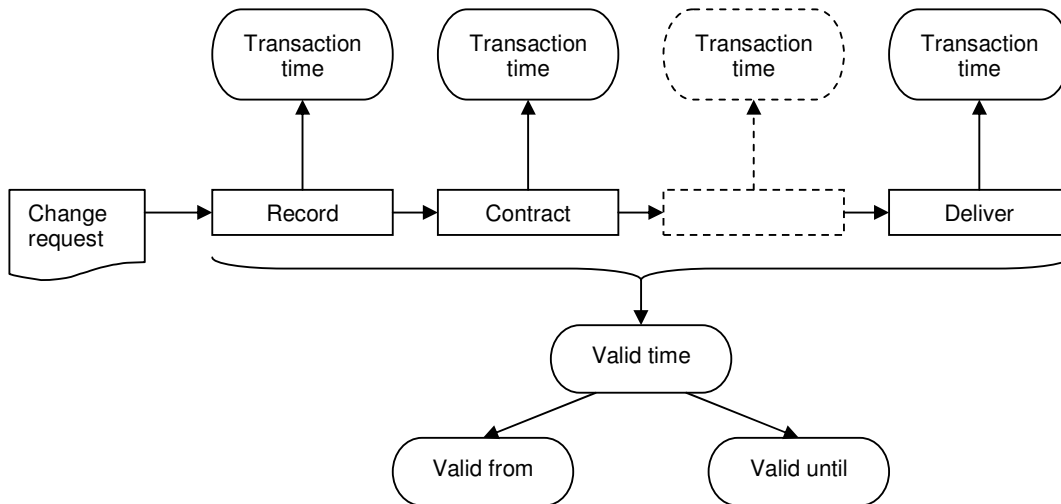 Transaction
time
Transaction
time
Transaction
time
Transaction
time
Change
request
Record
Contract
Deliver
Valid time
Valid from
Valid until